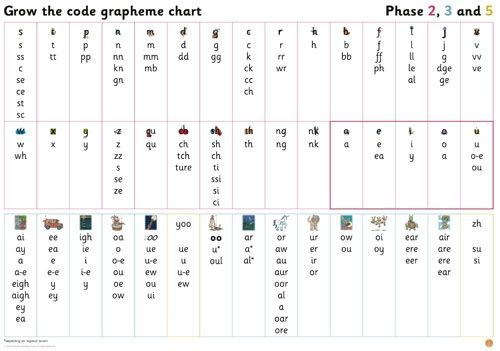 Grow the code grapheme chart
Phase 2, 3 and 5
s t p n m d g c r h b f l j v
s t p n m d g c r h b f l j v
ss tt pp nn mm dd gg k rr bb ff ll g vv
c kn mb ck wr ph le dge ve
se gn cc al ge
ce ch
st
sc
w x y z qu ch sh th ng nk a e i o u
w x y z qu ch sh th ng nk a e i o u
wh zz tch ch ea y a o-e
s ture ti ou
se ssi
ze si
ci
yoo zh
ai ee igh oa oo oo ar or ur ow oi ear air
ay ea ie o ue ue u* a* aw er ou oy ere are su
a e i o-e u-e u oul al* au ir eer ere si
a-e e-e i-e ou ew u-e aur or ear
eigh y oe ou ew oor
aigh ey ow ui al
ey a
ea oar
ore
*depending on regional accent